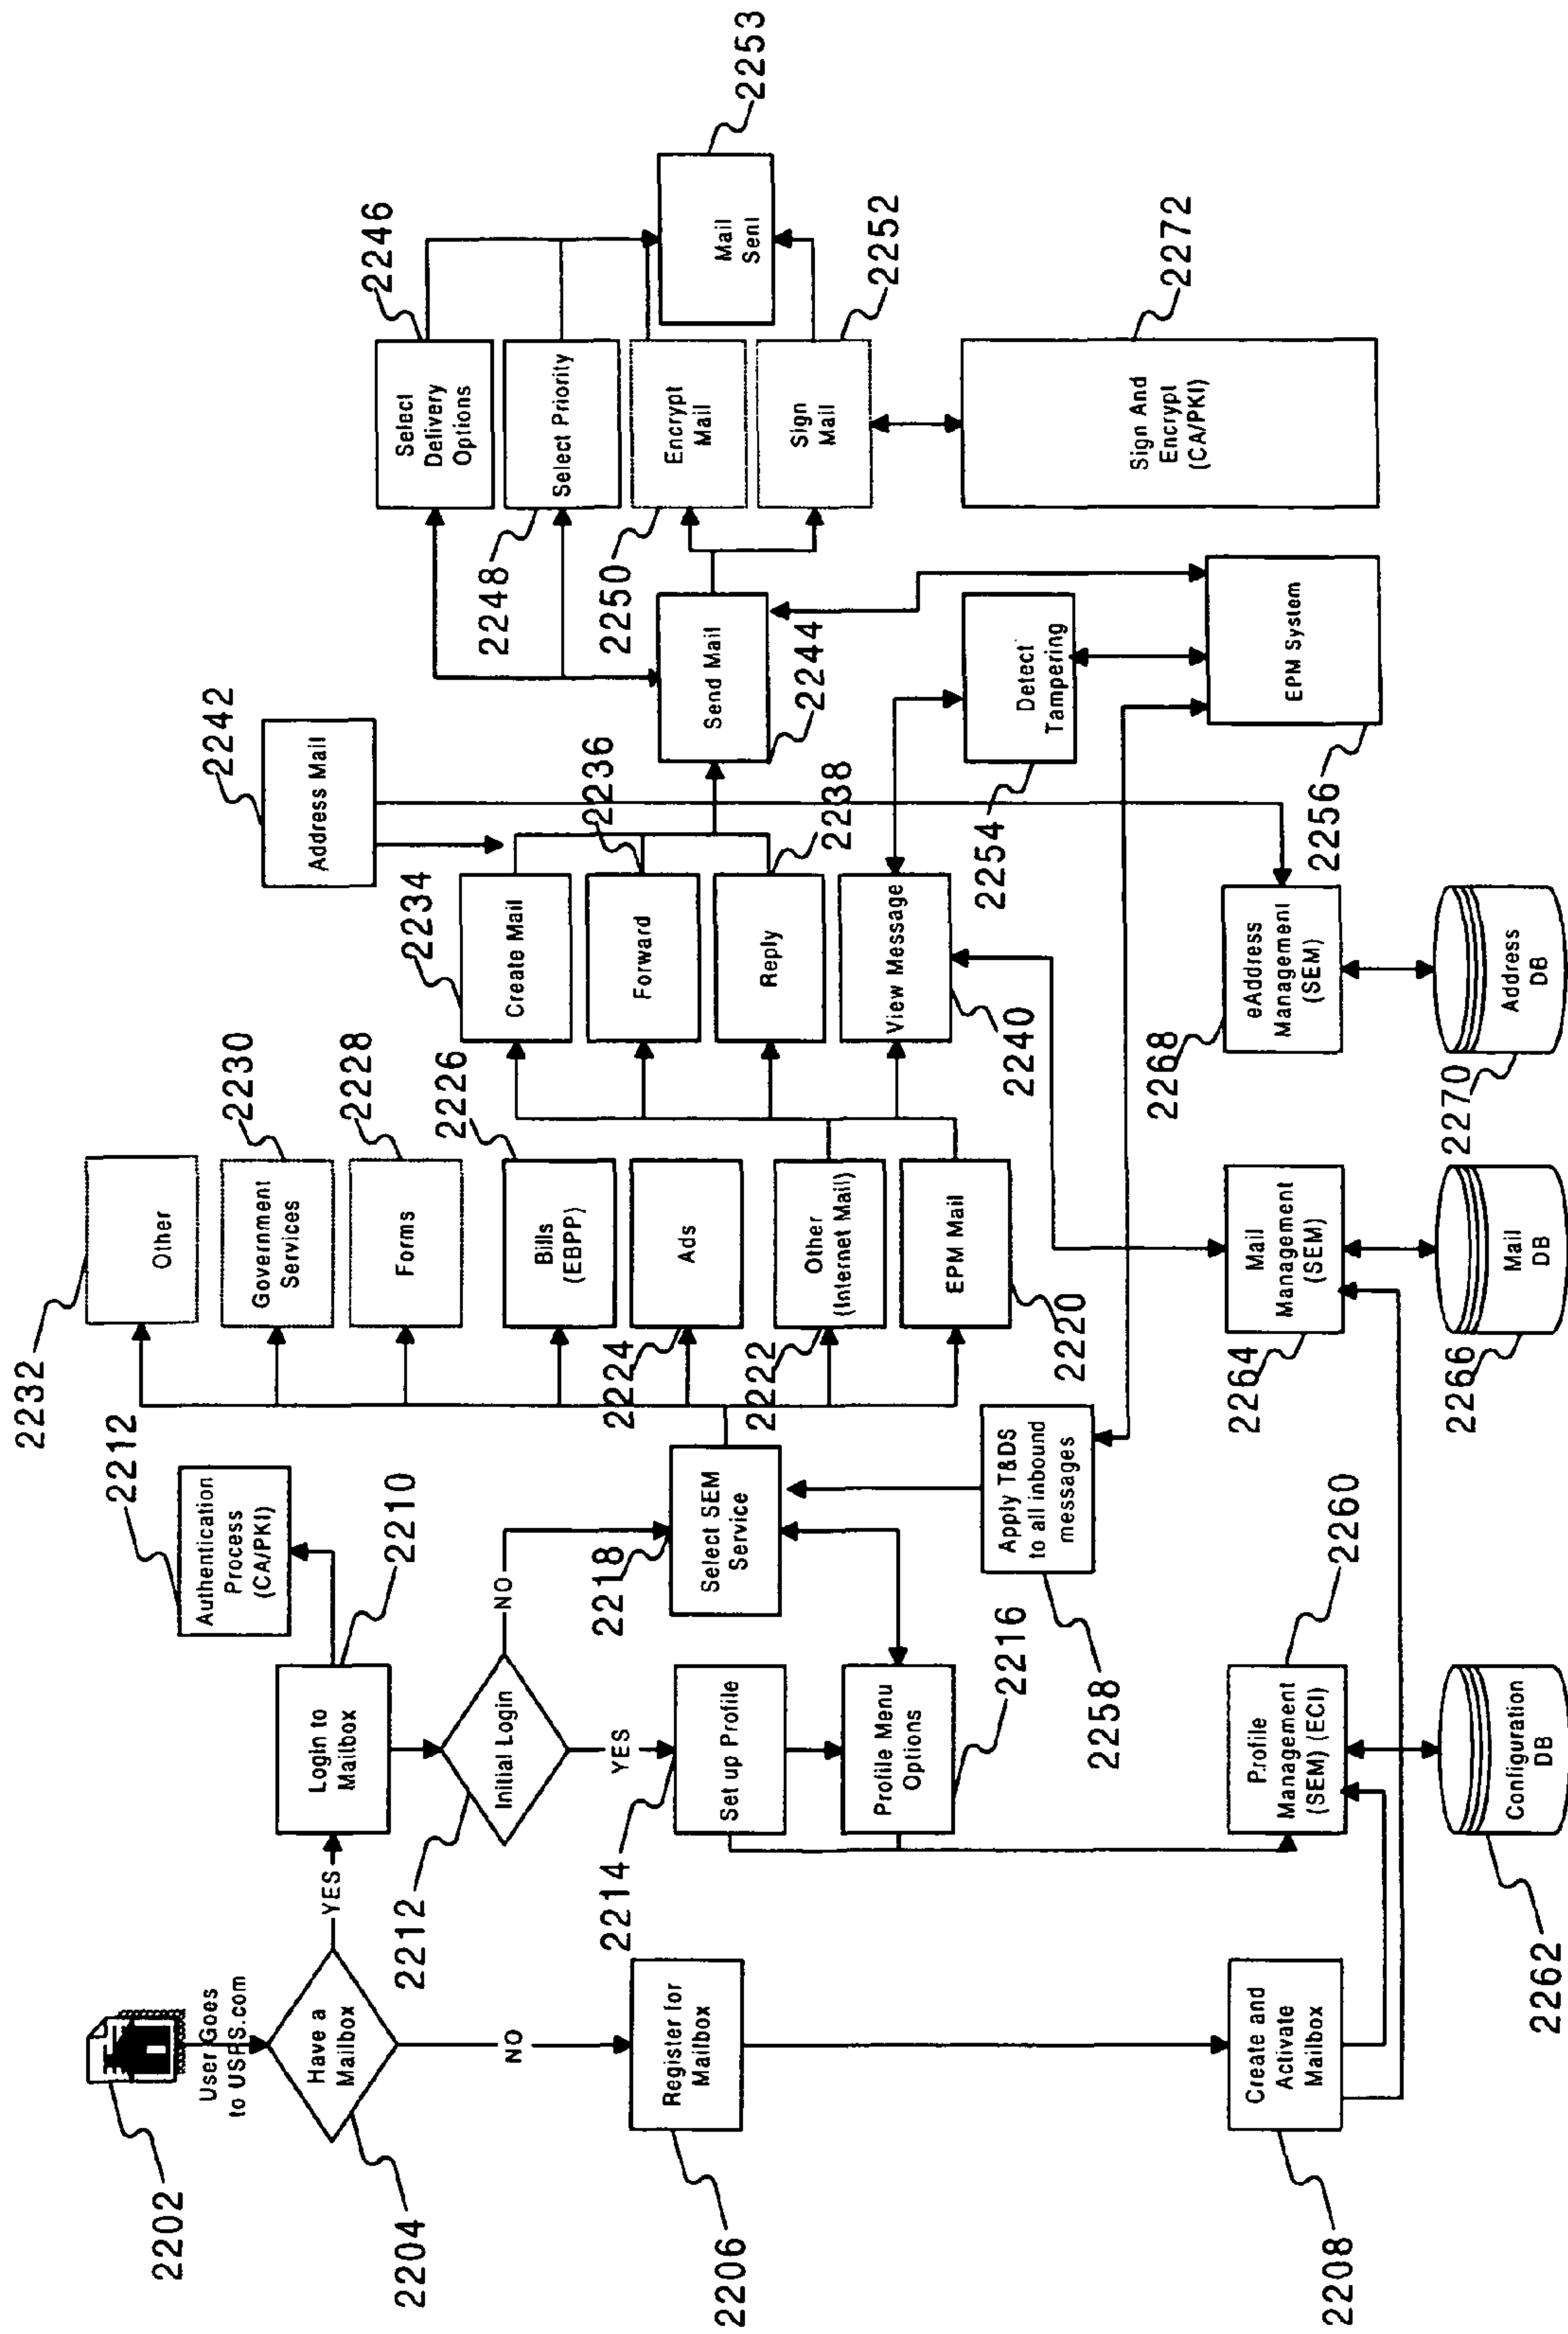 2202
User Goes
to USPS.com
2204
Have a
Mailbox
YES
NO
2206
Register for
Mailbox
2208
Create and
Activate
Mailbox
2212
Authentication
Process
(CA/PKI)
2210
Login to
Mailbox
2212
Initial Login
NO
YES
2214
Set up Profile
2216
Profile Menu
Options
2260
Profile
Management
(SEM) (ECI)
2262
Configuration
DB
2218
Select SEM
Service
2258
Apply T&DS
to all inbound
messages
2232
Other
2230
Government
Services
2228
Forms
2226
Bills
(EBPP)
2224
Ads
2222
Other
(Internet Mail)
2220
EPM Mail
2264
Mail
Management
(SEM)
2266
Mail
DB
2242
Address Mail
2234
Create Mail
2236
Forward
2238
Reply
2240
View Message
2268
eAddress
Management
(SEM)
2270
Address
DB
2244
Send Mail
2254
Detect
Tampering
2256
EPM System
2246
Select
Delivery
Options
2248
Select Priority
2250
Encrypt
Mail
2252
Sign
Mail
2272
Sign And
Encrypt
(CA/PKI)
2253
Mail
Sent